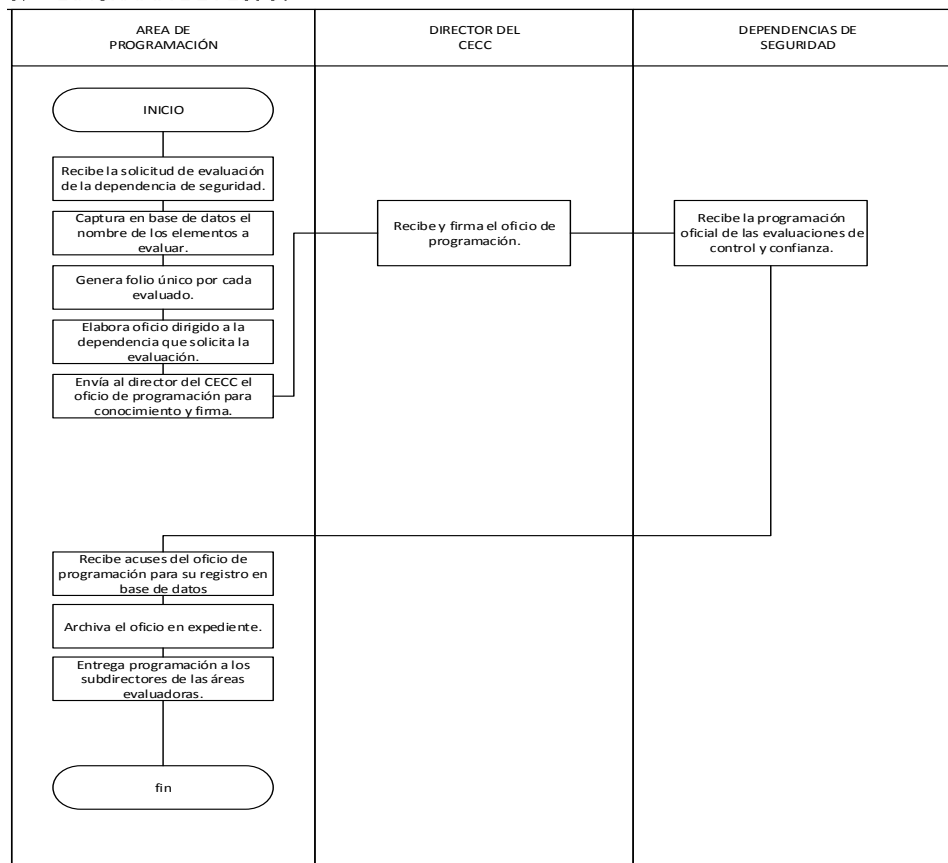 AREA DE
PROGRAMACIÓN
DIRECTOR DEL
CECC
DEPENDENCIAS DE
SEGURIDAD
INICIO
Recibe la solicitud de evaluación
de la dependencia de seguridad.
Captura en base de datos el
nombre de los elementos a
evaluar.
Genera folio único por cada
evaluado.
Elabora oficio dirigido a la
dependencia que solicita la
evaluación.
Envía al director del CECC el
oficio de programación para
conocimiento y firma.
Recibe y firma el oficio de
programación.
Recibe la programación
oficial de las evaluaciones de
control y confianza.
Recibe acuses del oficio de
programación para su registro en
base de datos
Archiva el oficio en expediente.
Entrega programación a los
subdirectores de las áreas
evaluadoras.
fin